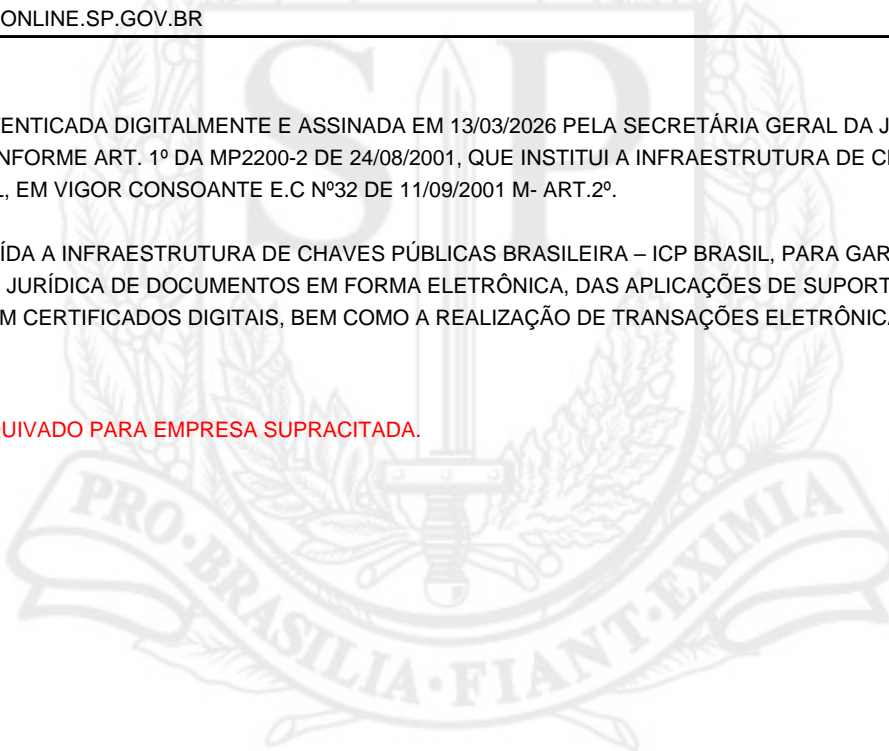 ONLINE.SP.GOV.BR
ENTICADA DIGITALMENTE E ASSINADA EM 13/03/2026 PELA SECRETÁRIA GERAL DA J
NFORME ART. 1º DA MP2200-2 DE 24/08/2001, QUE INSTITUI A INFRAESTRUTURA DE C
, EM VIGOR CONSOANTE E.C Nº32 DE 11/09/2001 M- ART.2º.
ÍDA A INFRAESTRUTURA DE CHAVES PÚBLICAS BRASILEIRA – ICP BRASIL, PARA GAR
JURÍDICA DE DOCUMENTOS EM FORMA ELETRÔNICA, DAS APLICAÇÕES DE SUPORT
M CERTIFICADOS DIGITAIS, BEM COMO A REALIZAÇÃO DE TRANSAÇÕES ELETRÔNICA
QUIVADO PARA EMPRESA SUPRACITADA.
SP
PRO·BRASILIA·FIANT·EXIMIA